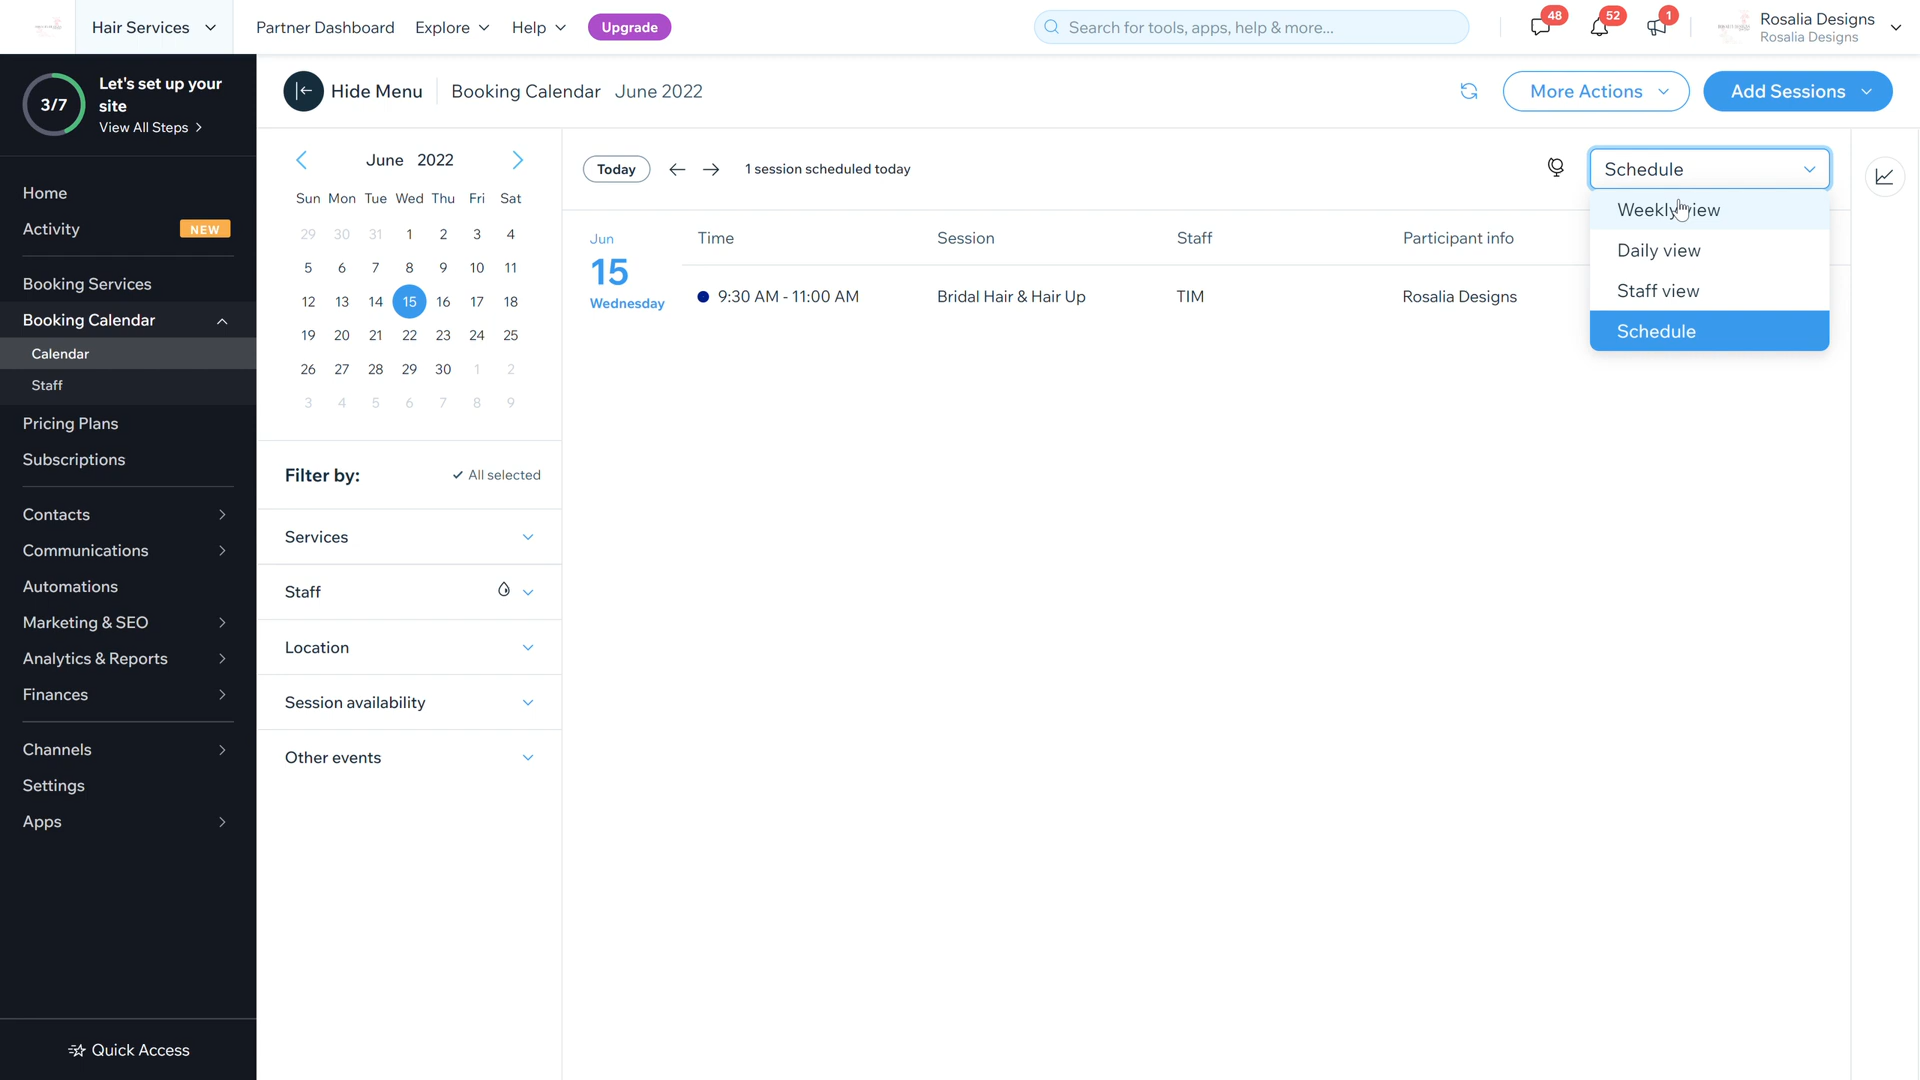 Hair Services
Partner Dashboard
Explore
Help
Upgrade
Search for tools, apps, help & more...
48
52
1
Rosalia Designs
Rosalia Designs
3/7
Let's set up your
site
View All Steps
Home
Activity
NEW
Booking Services
Booking Calendar
Calendar
Staff
Pricing Plans
Subscriptions
Contacts
Communications
Automations
Marketing & SEO
Analytics & Reports
Finances
Channels
Settings
Apps
Quick Access
Hide Menu
Booking Calendar June 2022
More Actions
Add Sessions
June 2022
Sun Mon Tue Wed Thu Fri Sat
29 30 31 1 2 3 4
5 6 7 8 9 10 11
12 13 14 15 16 17 18
19 20 21 22 23 24 25
26 27 28 29 30 1 2
3 4 5 6 7 8 9
Filter by:
All selected
Services
Staff
Location
Session availability
Other events
Today
1 session scheduled today
Schedule
Weekly view
Daily view
Staff view
Schedule
Jun
15
Wednesday
Time Session Staff Participant info
9:30 AM - 11:00 AM Bridal Hair & Hair Up TIM Rosalia Designs